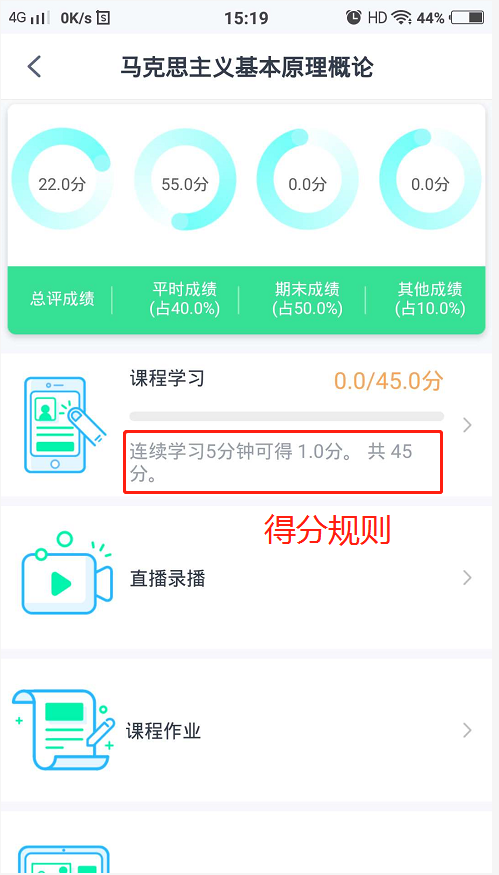 4G 0K/s 15:19 HD 44%
马克思主义基本原理概论
22.0分 55.0分 0.0分 0.0分
总评成绩 平时成绩 期末成绩 其他成绩
(占40.0%) (占50.0%) (占10.0%)
课程学习 0.0/45.0分
连续学习5分钟可得 1.0分。 共 45
分。
得分规则
直播录播
课程作业